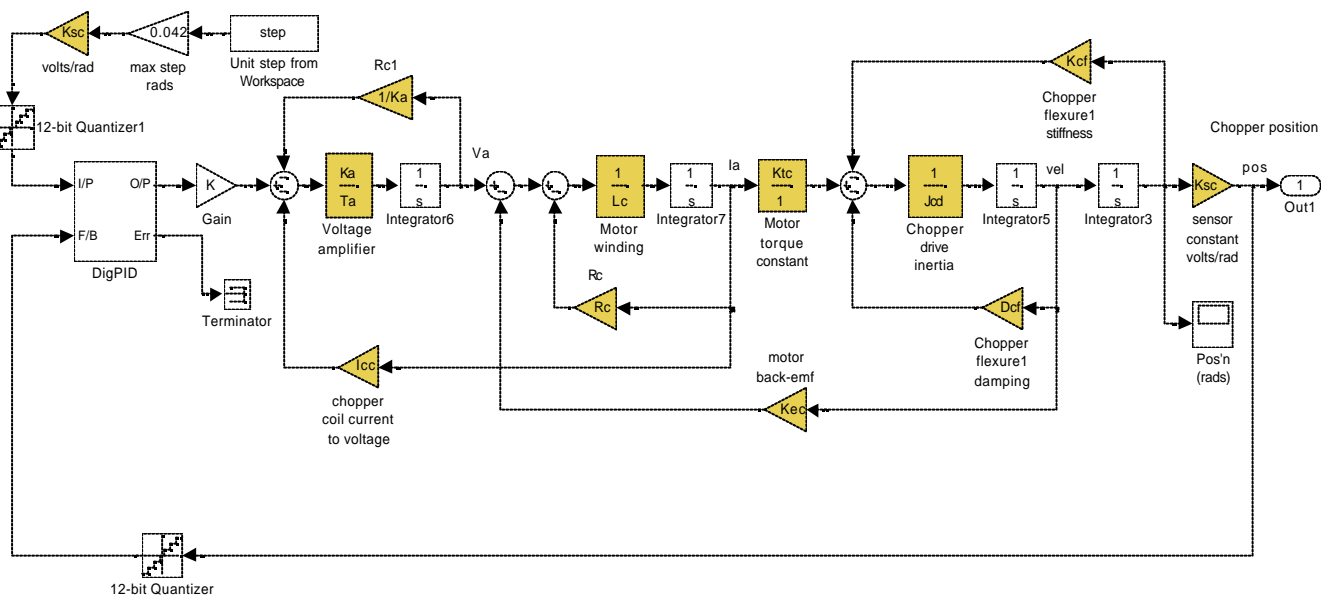 Ksc
0.042
step
volts/rad
max step
rads
Unit step from
Workspace
12-bit Quantizer1
I/P
O/P
F/B
Err
DigPID
K
Gain
Terminator
Rc1
1/Ka
Ka
Ta
Voltage
amplifier
1
s
Integrator6
Va
1
Lc
Motor
winding
1
s
Integrator7
Ia
Ktc
1
Motor
torque
constant
Rc
Rc
Icc
chopper
coil current
to voltage
motor
back-emf
Kec
Kcf
Chopper
flexure1
stiffness
1
Jcd
Chopper
drive
inertia
1
s
Integrator5
vel
1
s
Integrator3
Dcf
Chopper
flexure1
damping
Chopper position
Ksc
pos
sensor
constant
volts/rad
1
Out1
Pos'n
(rads)
12-bit Quantizer